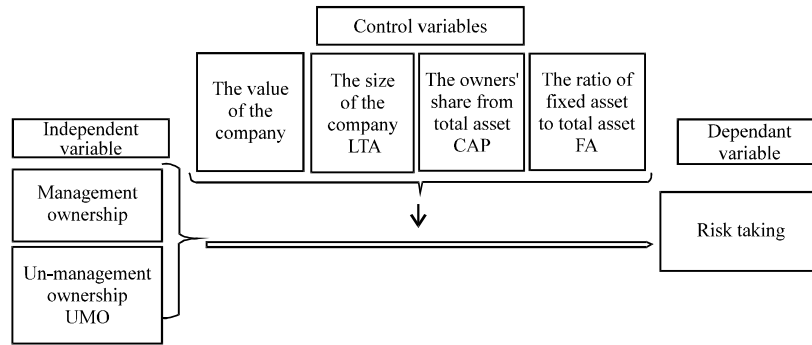 Control variables
The value
of the
company
The size
of the
company
LTA
The owners'
share from
total asset
CAP
The ratio of
fixed asset
to total asset
FA
Independent
variable
Dependant
variable
Management
ownership
Un-management
ownership
UMO
Risk taking